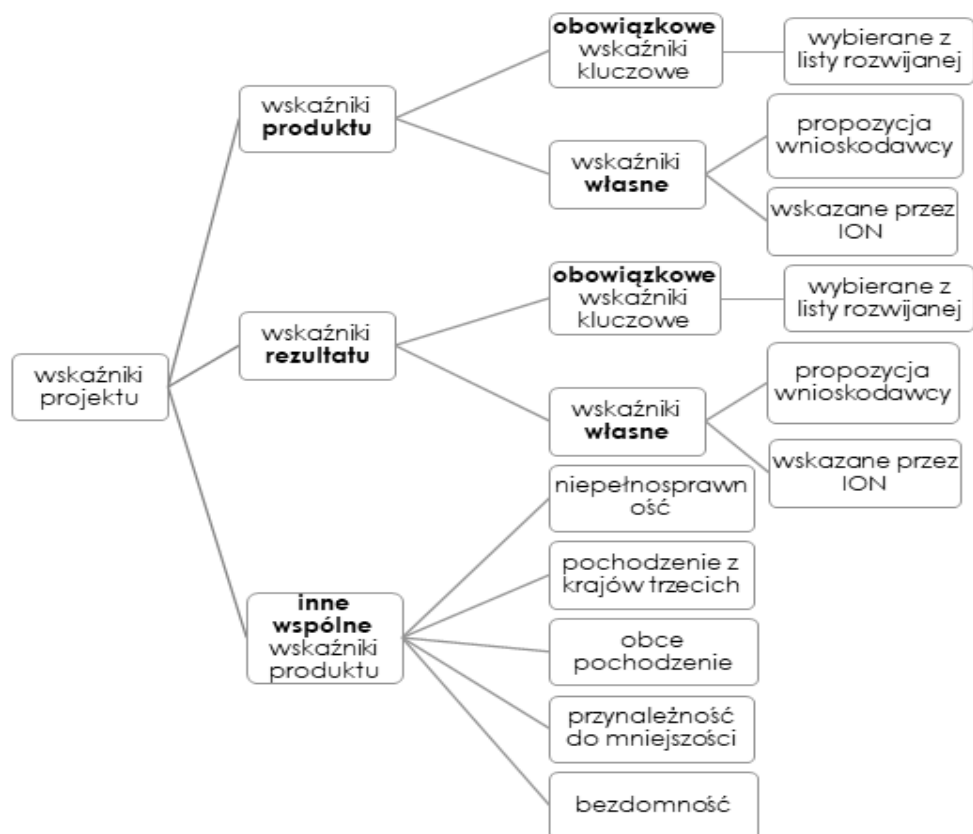 obowiązkowe
wskaźniki
kluczowe
wybierane z
listy rozwijanej
wskaźniki
produktu
propozycja
wnioskodawcy
wskaźniki
własne
wskazane przez
ION
obowiązkowe
wskaźniki
kluczowe
wybierane z
listy rozwijanej
wskaźniki
rezultatu
wskaźniki
projektu
propozycja
wnioskodawcy
wskaźniki
własne
wskazane przez
ION
niepełnosprawn
ość
pochodzenie z
krajów trzecich
inne
wspólne
wskaźniki
produktu
obce
pochodzenie
przynależność
do mniejszości
bezdomność